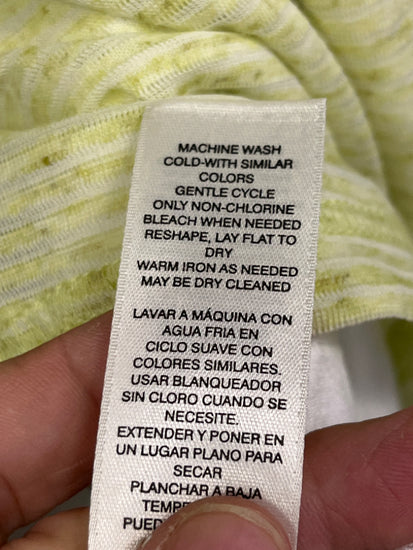 MACHINE WASH
COLD-WITH SIMILAR
COLORS
GENTLE CYCLE
ONLY NON-CHLORINE
BLEACH WHEN NEEDED
RESHAPE, LAY FLAT TO
DRY
WARM IRON AS NEEDED
MAY BE DRY CLEANED
LAVAR A MÁQUINA CON
AGUA FRIA EN
CICLO SUAVE CON
COLORES SIMILARES.
USAR BLANQUEADOR
SIN CLORO CUANDO SE
NECESITE.
EXTENDER Y PONER EN
UN LUGAR PLANO PARA
SECAR
PLANCHAR A BAJA